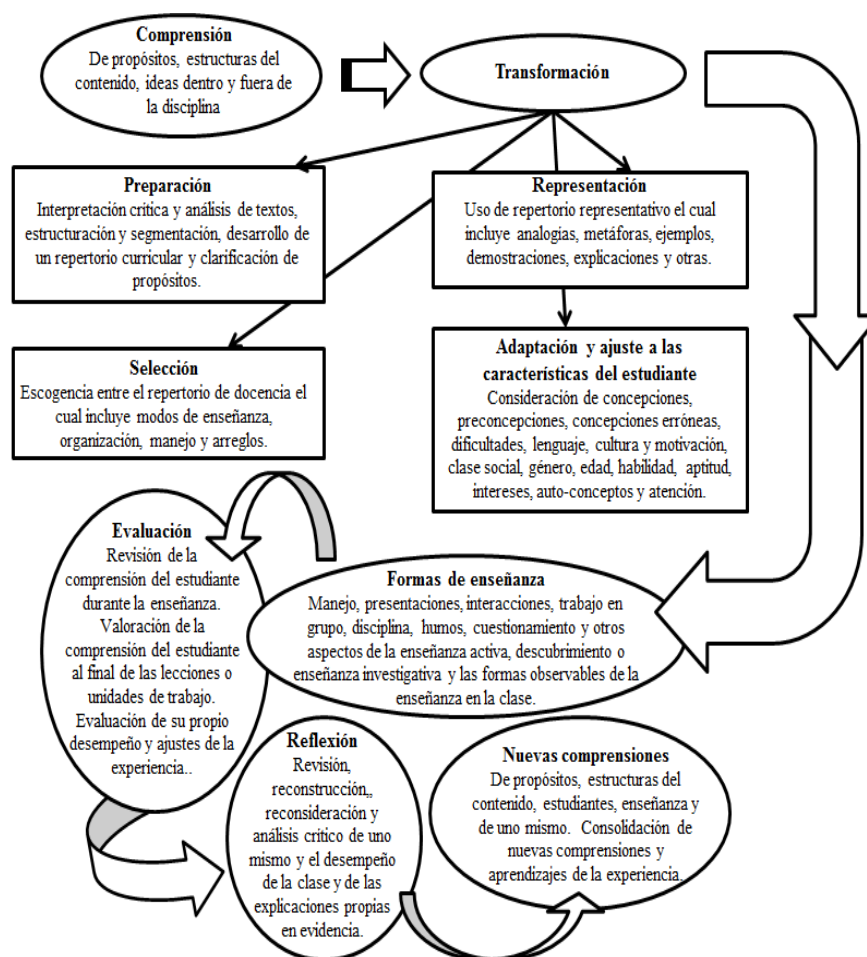 Comprensión
De propósitos, estructuras del
contenido, ideas dentro y fuera de
la disciplina
Transformación
Preparación
Interpretación critica y análisis de textos,
estructuración y segmentación, desarrollo de
un repertorio curricular y clarificación de
propósitos.
Representación
Uso de repertorio representativo el cual
incluye analogías, metáforas, ejemplos,
demostraciones, explicaciones y otras.
Selección
Escogencia entre el repertorio de docencia el
cual incluye modos de enseñanza,
organización, manejo y arreglos.
Adaptación y ajuste a las
características del estudiante
Consideración de concepciones,
preconcepciones, concepciones erróneas,
dificultades, lenguaje, cultura y motivación,
clase social, género, edad, habilidad, aptitud,
intereses, auto-conceptos y atención.
Evaluación
Revisión de la
comprensión del estudiante
durante la enseñanza.
Valoración de la
comprensión del estudiante
al final de las lecciones o
unidades de trabajo.
Evaluación de su propio
desempeño y ajustes de la
experiencia..
Formas de enseñanza
Manejo, presentaciones, interacciones, trabajo en
grupo, disciplina, humos, cuestionamiento y otros
aspectos de la enseñanza activa, descubrimiento o
enseñanza investigativa y las formas observables de la
enseñanza en la clase.
Reflexión
Revisión,
reconstrucción,,
reconsideración y
análisis critico de uno
mismo y el desempeño
de la clase y de las
explicaciones propias
en evidencia.
Nuevas comprensiones
De propósitos, estructuras del
contenido, estudiantes, enseñanza y
de uno mismo. Consolidación de
nuevas comprensiones y
aprendizajes de la experiencia.